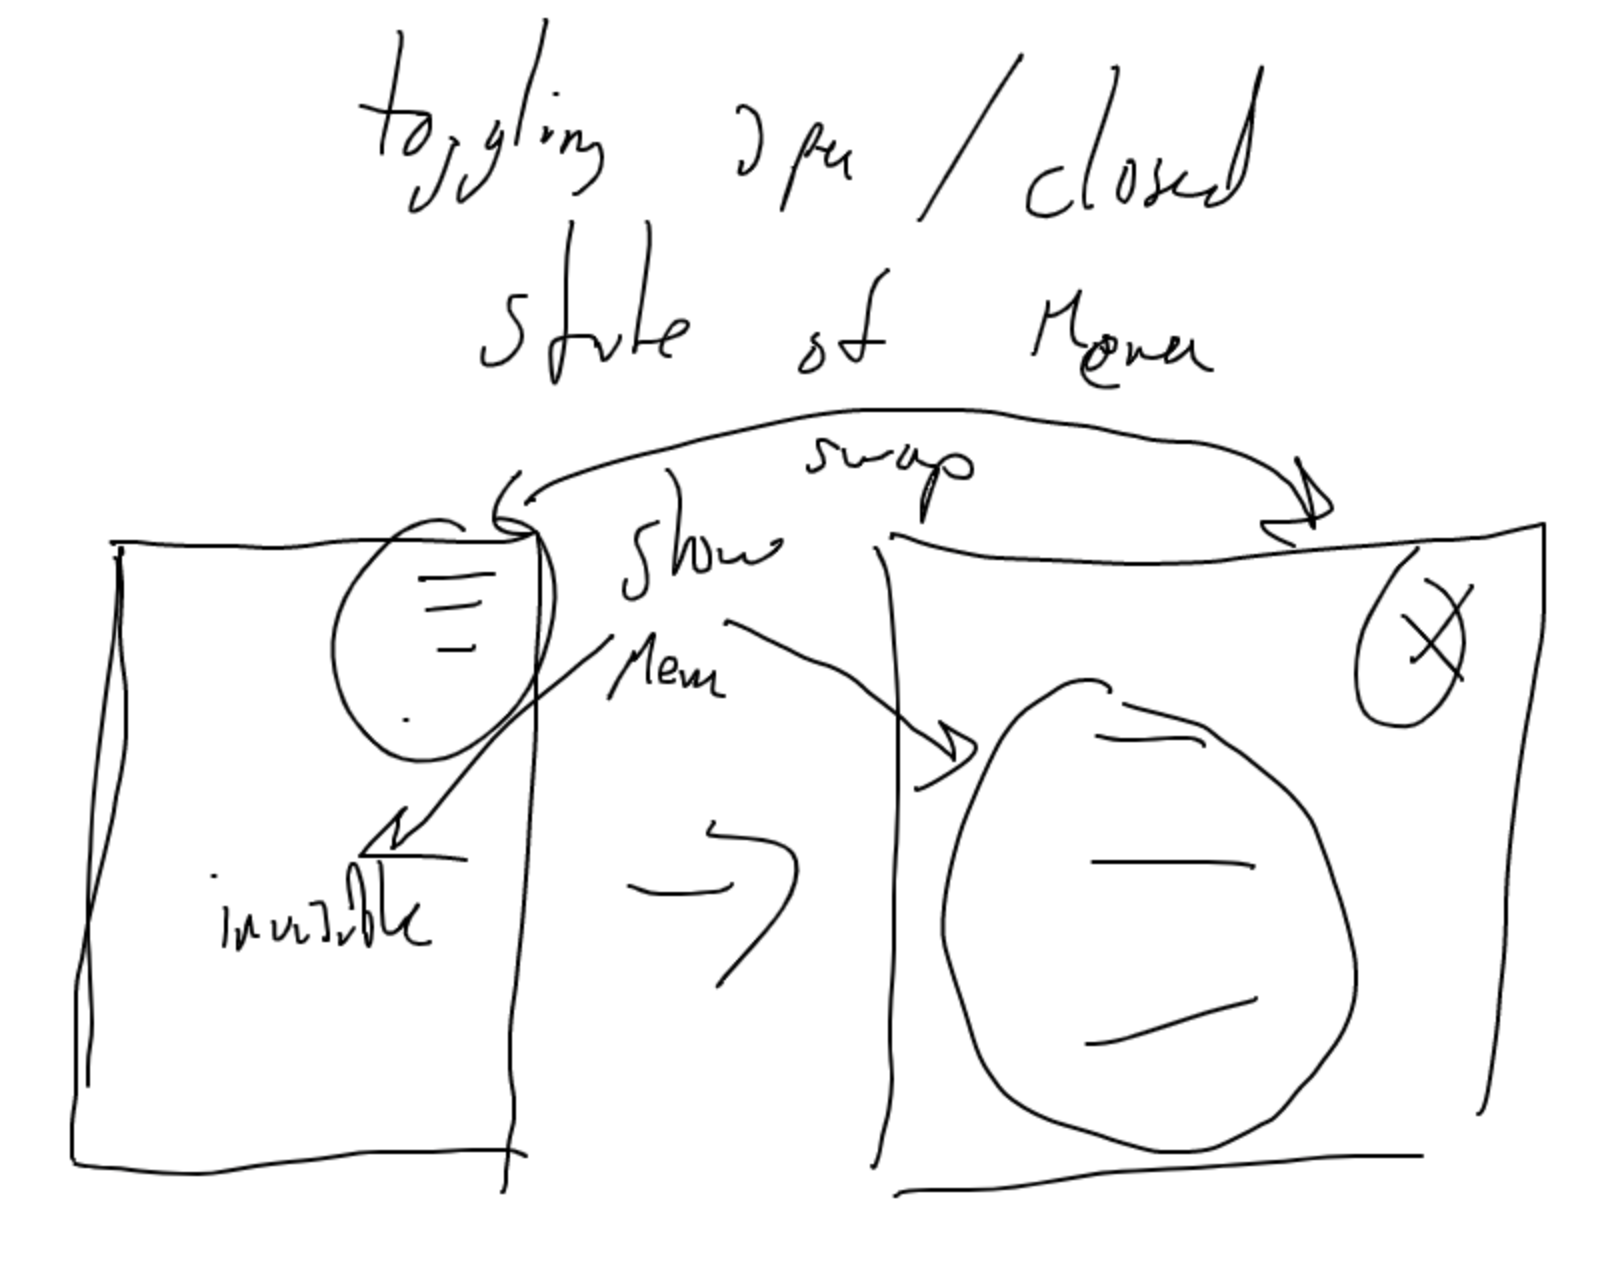 toggling open / closed
state of Menu
swap
show
Menu
invisible